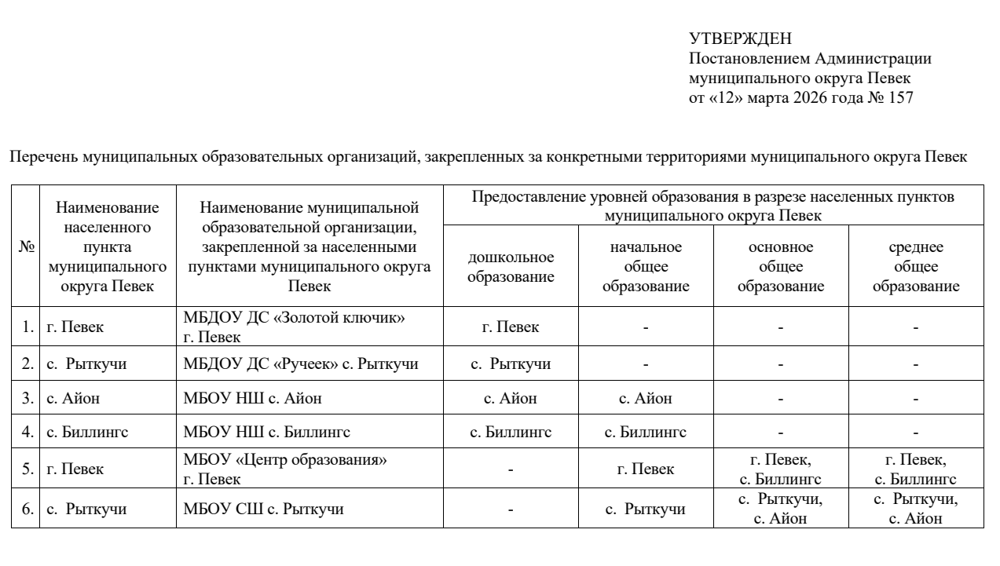 УТВЕРЖДЕН
Постановлением Администрации
муниципального округа Певек
от «12» марта 2026 года № 157
Перечень муниципальных образовательных организаций, закрепленных за конкретными территориями муниципального округа Певек
№
Наименование
населенного
пункта
муниципального
округа Певек
Наименование муниципальной
образовательной организации,
закрепленной за населенными
пунктами муниципального округа
Певек
Предоставление уровней образования в разрезе населенных пунктов
муниципального округа Певек
дошкольное
образование
начальное
общее
образование
основное
общее
образование
среднее
общее
образование
1. г. Певек МБДОУ ДС «Золотой ключик» г. Певек - - -
г. Певек
2. с. Рыткучи МБДОУ ДС «Ручеек» с. Рыткучи с. Рыткучи - - -
3. с. Айон МБОУ НШ с. Айон с. Айон с. Айон - -
4. с. Биллингс МБОУ НШ с. Биллингс с. Биллингс с. Биллингс - -
5. г. Певек МБОУ «Центр образования» - г. Певек г. Певек, г. Певек,
г. Певек с. Биллингс с. Биллингс
6. с. Рыткучи МБОУ СШ с. Рыткучи - с. Рыткучи с. Рыткучи, с. Рыткучи,
с. Айон с. Айон